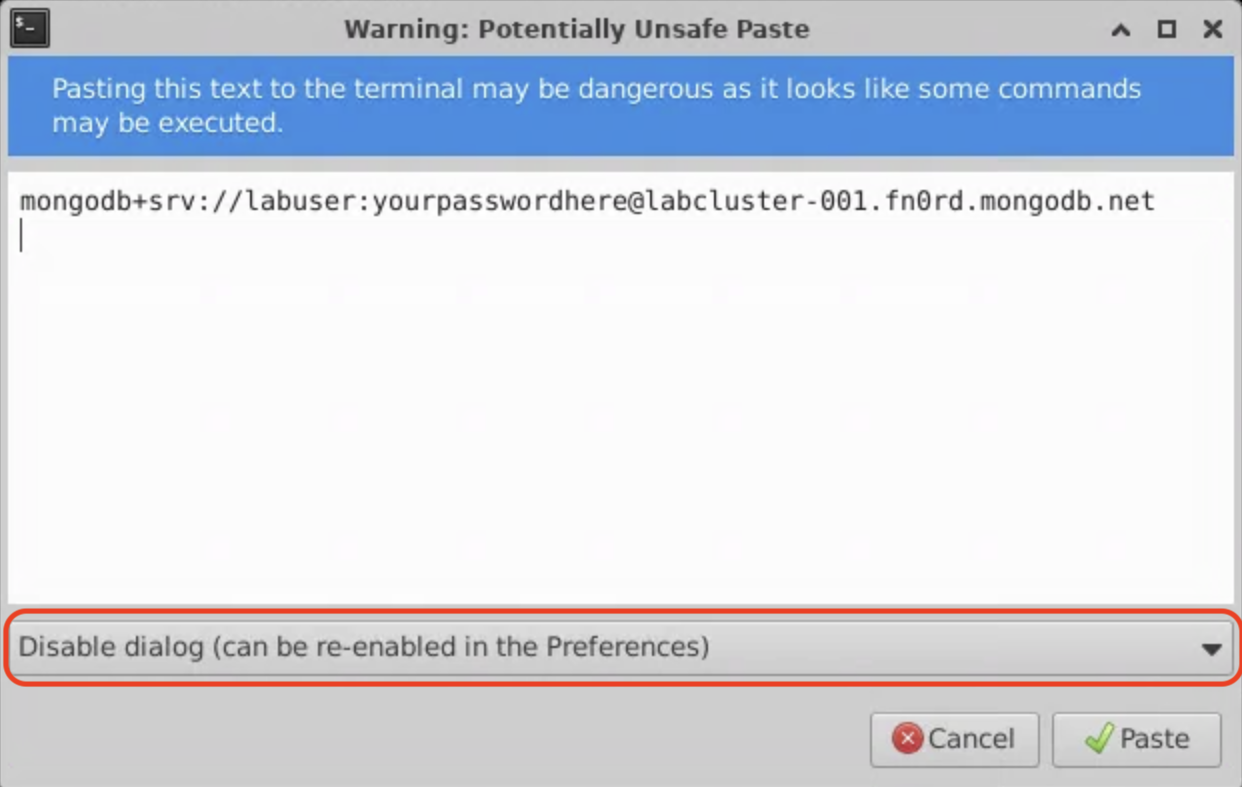 Warning: Potentially Unsafe Paste
Pasting this text to the terminal may be dangerous as it looks like some commands
may be executed.
mongodb+srv://labuser:yourpasswordhere@labcluster-001.fn0rd.mongodb.net
Disable dialog (can be re-enabled in the Preferences)
Cancel
Paste